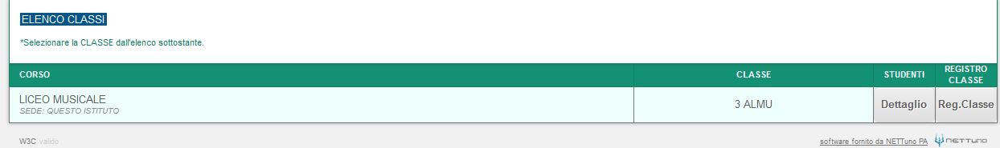 ELENCO CLASSI
*Selezionare la CLASSE dall'elenco sottostante.
CORSO CLASSE STUDENTI REGISTRO CLASSE
LICEO MUSICALE 3 ALMU Dettaglio Reg.Classe
SEDE: QUESTO ISTITUTO
W3C valido software fornito da NETTuno PA NETTUNO